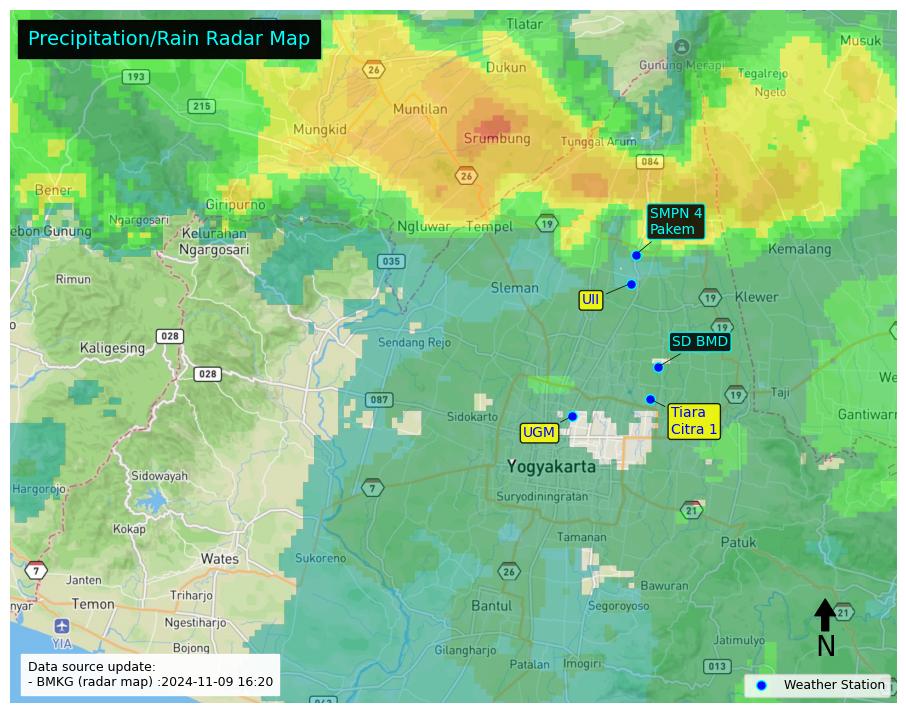 Precipitation/Rain Radar Map
Tlatar
Musuk
Gunung Merapi
Dukun
26
193
Tegalrejo
Ngelo
215
Muntilan
Mungkid
Srumbung
Tunggal Arum
084
26
Bener
Giripurno
SMPN 4
Pakem
Ngargosari
Ngluwar
Tempel
19
ebon Gunung
Kelurahan
Ngargosari
Kemalang
035
Rimun
Sleman
UII
19
Klewer
19
028
Sendang Rejo
SD BMD
Kaligesing
028
We
087
19
Taji
Sidokarto
Tiara
Citra 1
Gantiwarn
UGM
Yogyakarta
Sidowayah
7
Hargorojo
Suryodiningratan
21
Kokap
Tamanan
Patuk
Wates
Sukoreno
7
26
Janten
Bawuran
nyar
Temon
Triharjo
Bantul
Segoroyoso
21
Ngestiharjo
YIA
N
Jatimulyo
Bojong
Gilangharjo
Patalan
Imogiri
013
Data source update:
- BMKG (radar map) :2024-11-09 16:20
Weather Station